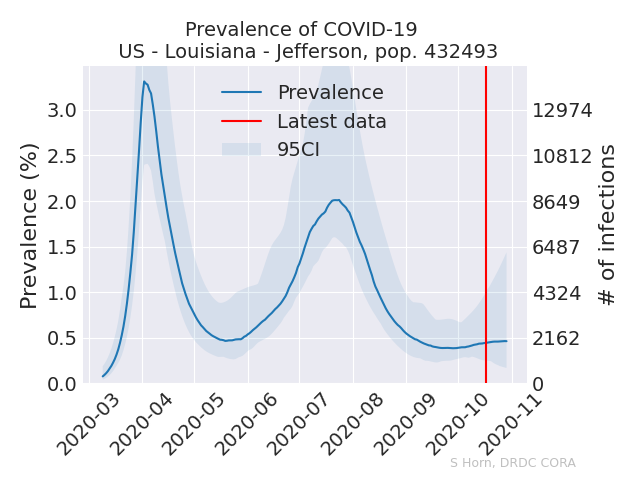 Prevalence of COVID-19
US - Louisiana - Jefferson, pop. 432493
Prevalence
Latest data
95CI
Prevalence (%)
3.0
2.5
2.0
1.5
1.0
0.5
0.0
12974
10812
8649
6487
4324
2162
0
# of infections
2020-03
2020-04
2020-05
2020-06
2020-07
2020-08
2020-09
2020-10
2020-11
S Horn, DRDC CORA